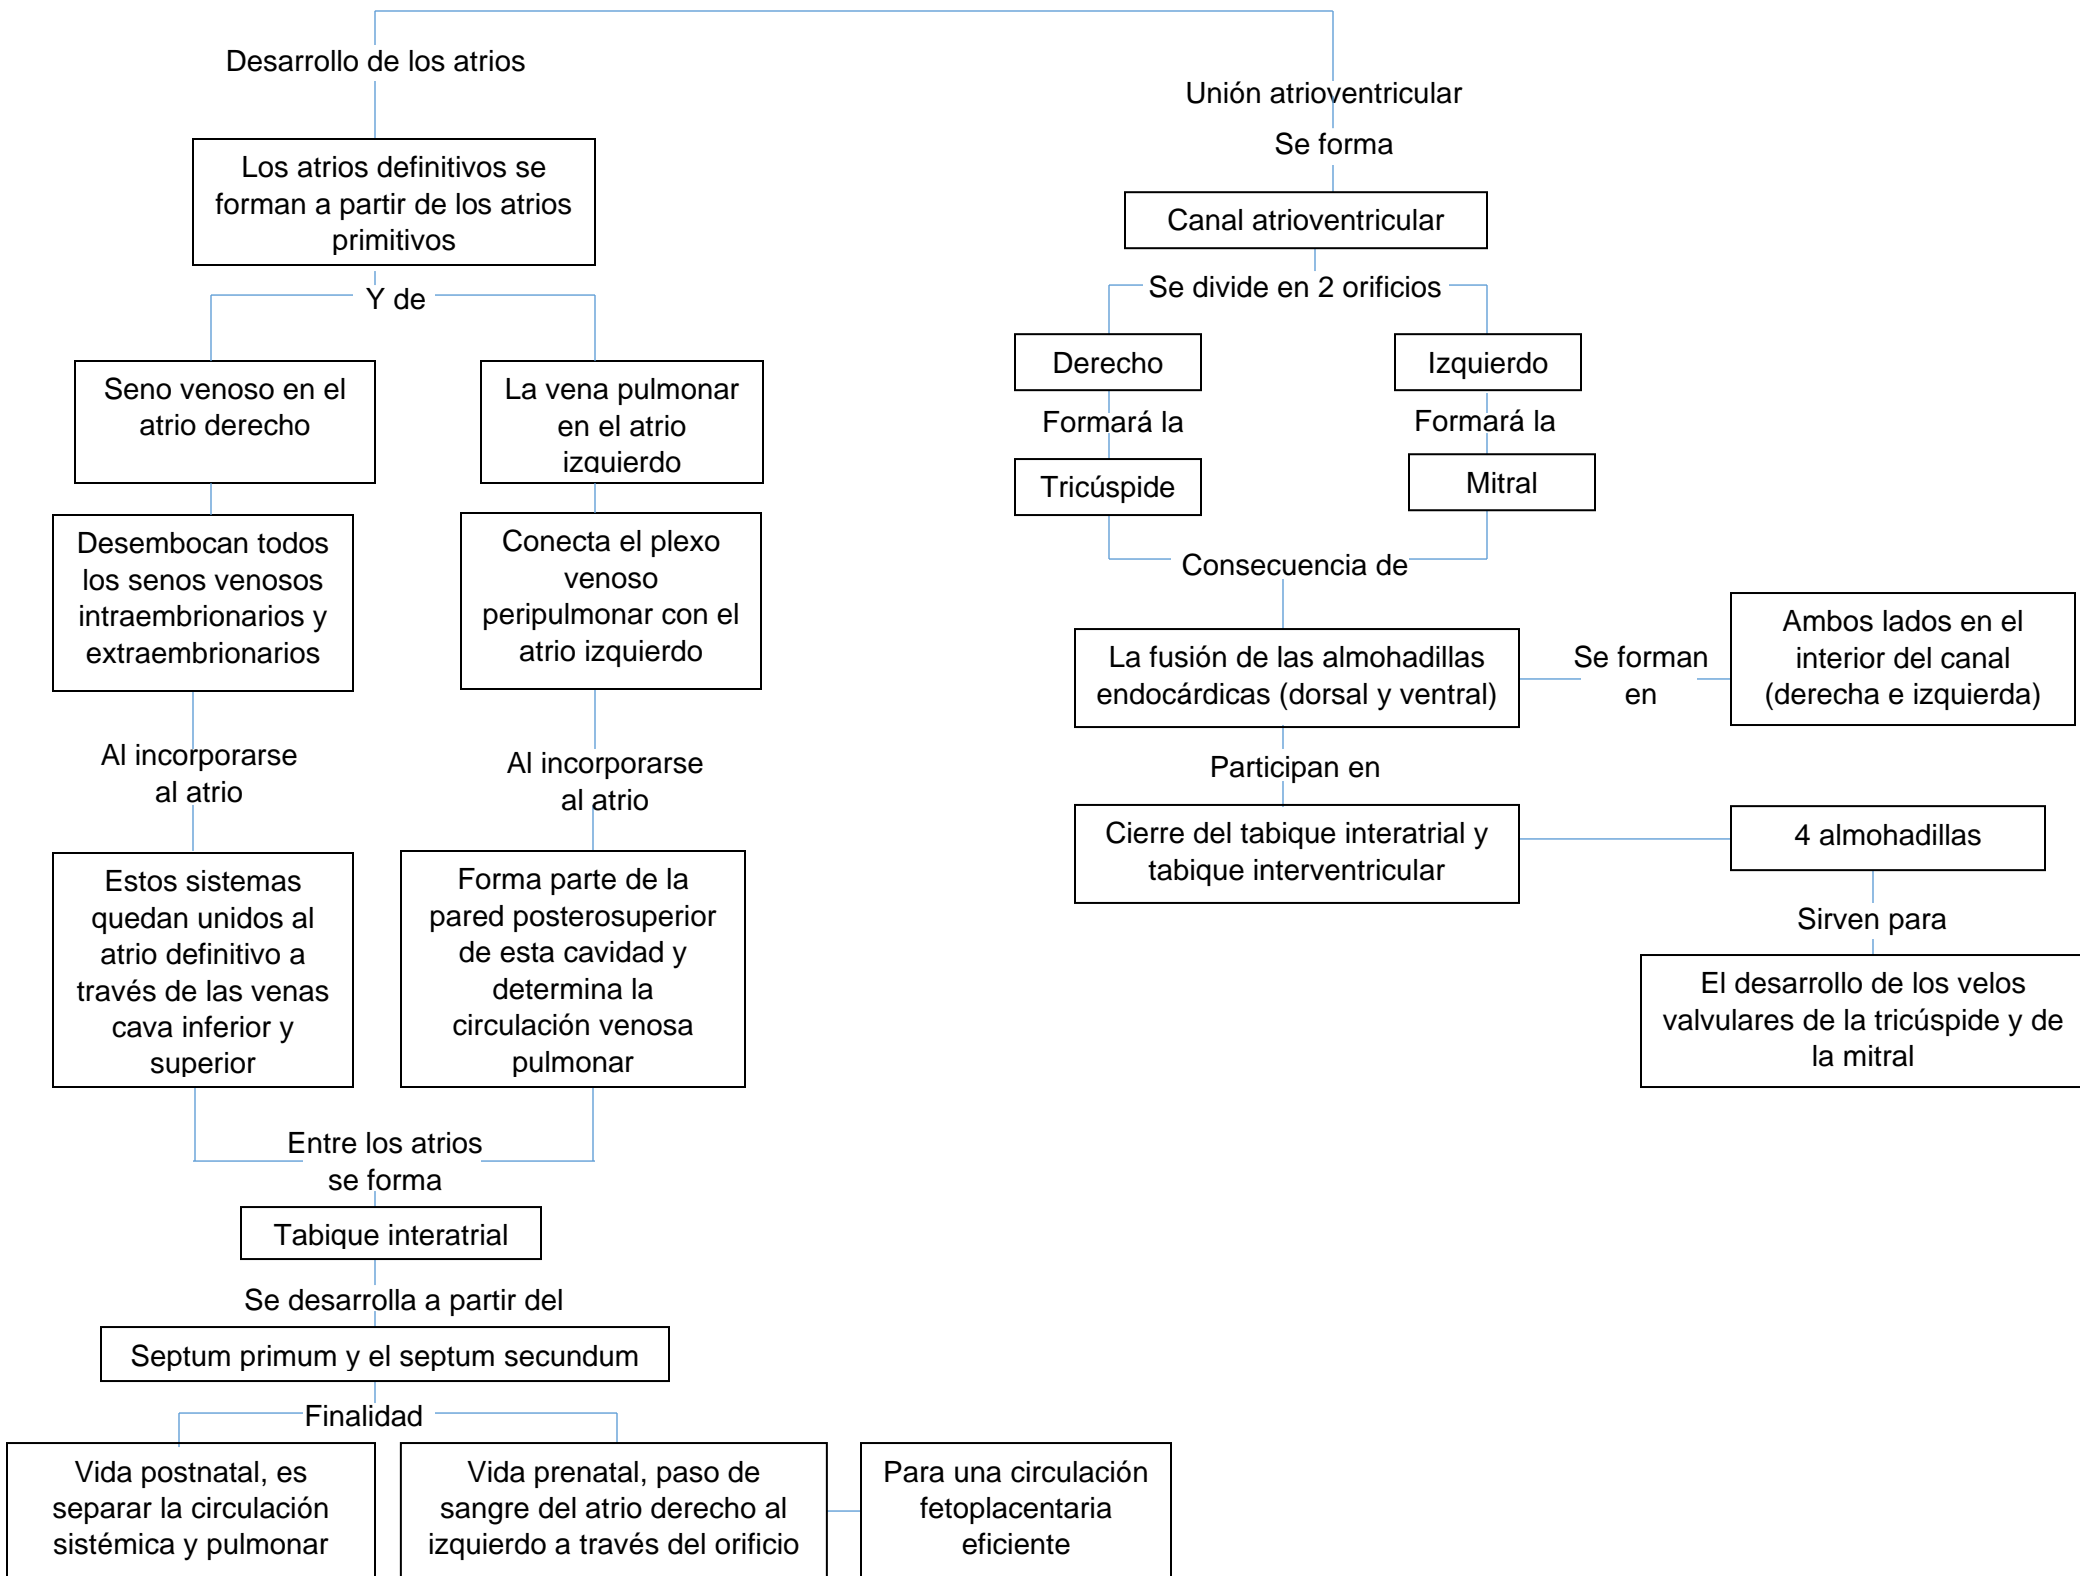 Desarrollo de los atrios
Los atrios definitivos se
forman a partir de los atrios
primitivos
Y de
Seno venoso en el
atrio derecho
Desembocan todos
los senos venosos
intraembrionarios y
extraembrionarios
Al incorporarse
al atrio
Estos sistemas
quedan unidos al
atrio definitivo a
través de las venas
cava inferior y
superior
La vena pulmonar
en el atrio
izquierdo
Conecta el plexo
venoso
peripulmonar con el
atrio izquierdo
Al incorporarse
al atrio
Forma parte de la
pared posterosuperior
de esta cavidad y
determina la
circulación venosa
pulmonar
Entre los atrios
se forma
Tabique interatrial
Se desarrolla a partir del
Septum primum y el septum secundum
Finalidad
Vida postnatal, es
separar la circulación
sistémica y pulmonar
Vida prenatal, paso de
sangre del atrio derecho al
izquierdo a través del orificio
Para una circulación
fetoplacentaria
eficiente
Unión atrioventricular
Se forma
Canal atrioventricular
Se divide en 2 orificios
Derecho
Formará la
Tricúspide
Izquierdo
Formará la
Mitral
Consecuencia de
La fusión de las almohadillas
endocárdicas (dorsal y ventral)
Se forman
en
Ambos lados en el
interior del canal
(derecha e izquierda)
Participan en
Cierre del tabique interatrial y
tabique interventricular
4 almohadillas
Sirven para
El desarrollo de los velos
valvulares de la tricúspide y de
la mitral